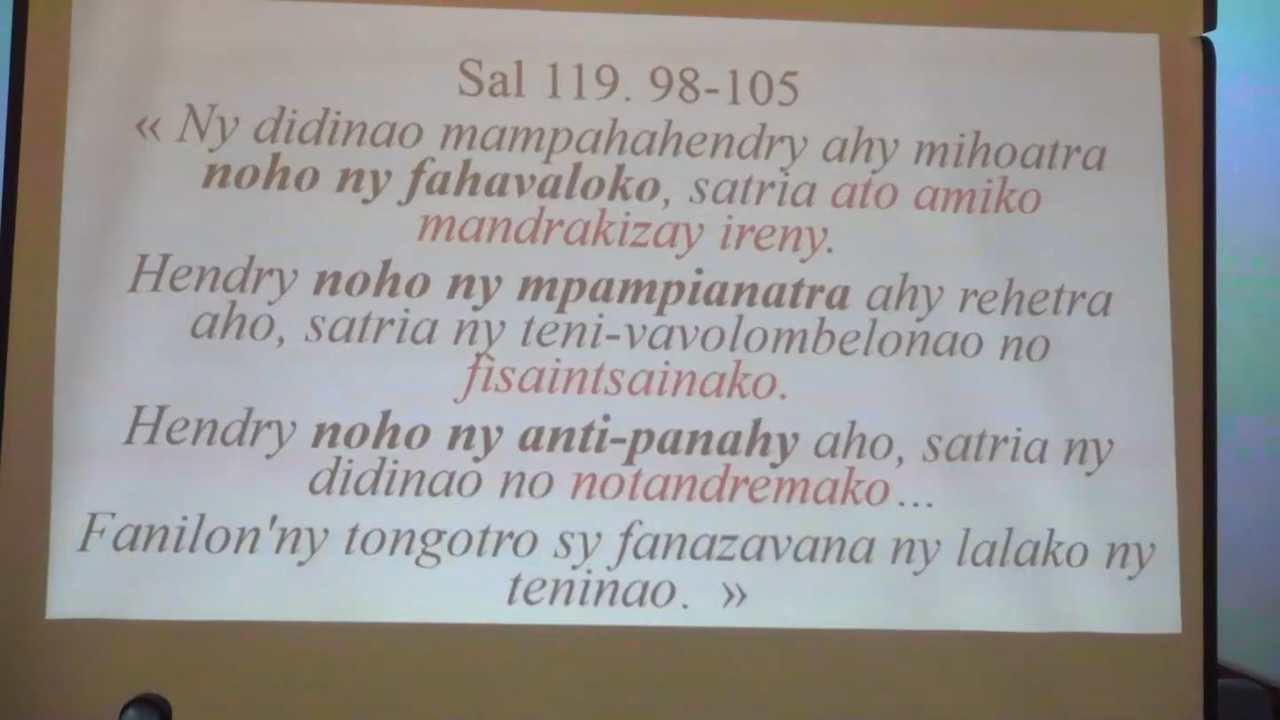 Sal 119. 98-105
« Ny didinao mampahahendry ahy mihoatra
noho ny fahavaloko, satria ato amiko
mandrakizay ireny.
Hendry noho ny mpampianatra ahy rehetra
aho, satria ny teni-vavolombelonao no
fisaintsainako.
Hendry noho ny anti-panahy aho, satria ny
didinao no notandremako...
Fanilon'ny tongotro sy fanazavana ny lalako ny
teninao. »